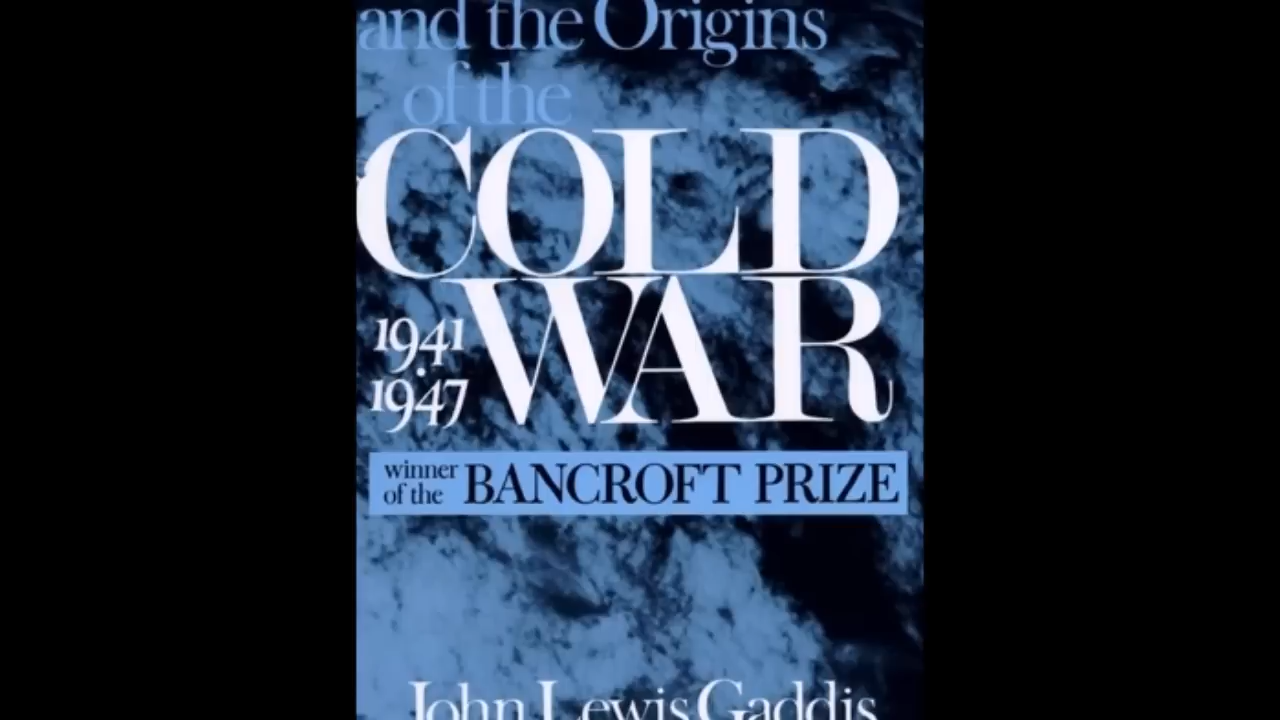 and the Origins
of the
COLD
WAR
1941
1947
winner
of the
BANCROFT PRIZE
John Lewis Gaddis